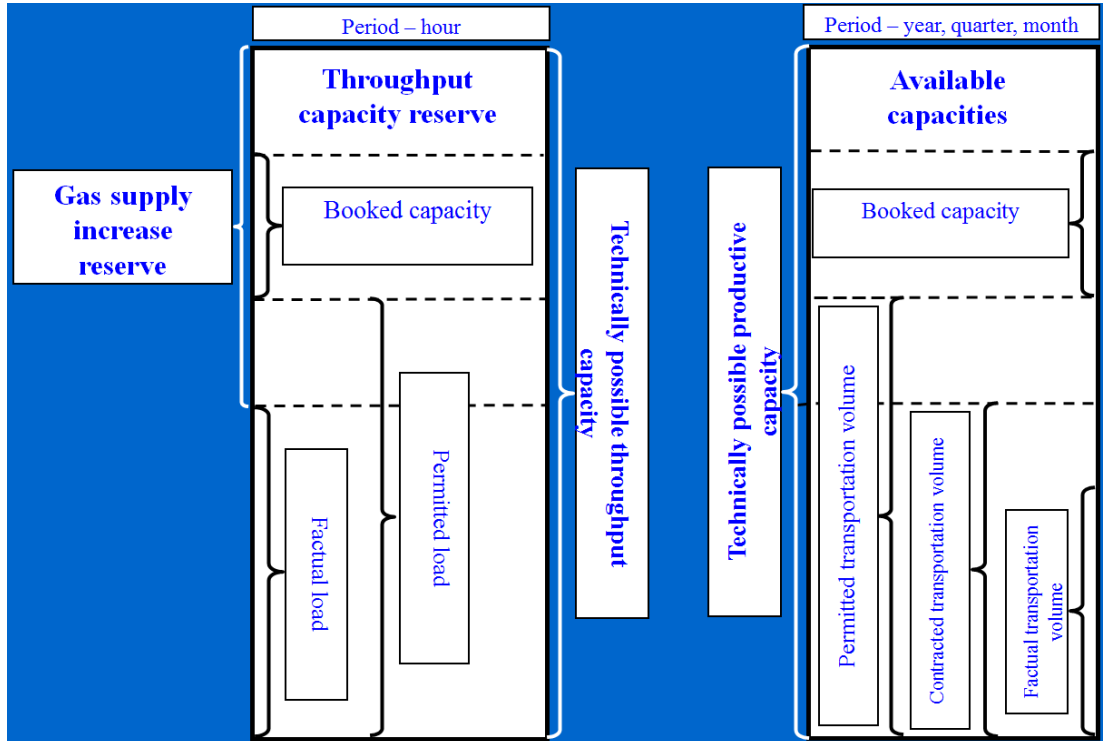 Period – hour
Period – year, quarter, month
Throughput
capacity reserve
Available
capacities
Gas supply
increase
reserve
Booked capacity
Booked capacity
Technically possible throughput
capacity
Technically possible productive
capacity
Factual load
Permitted load
Permitted transportation volume
Contracted transportation volume
Factual transportation
volume